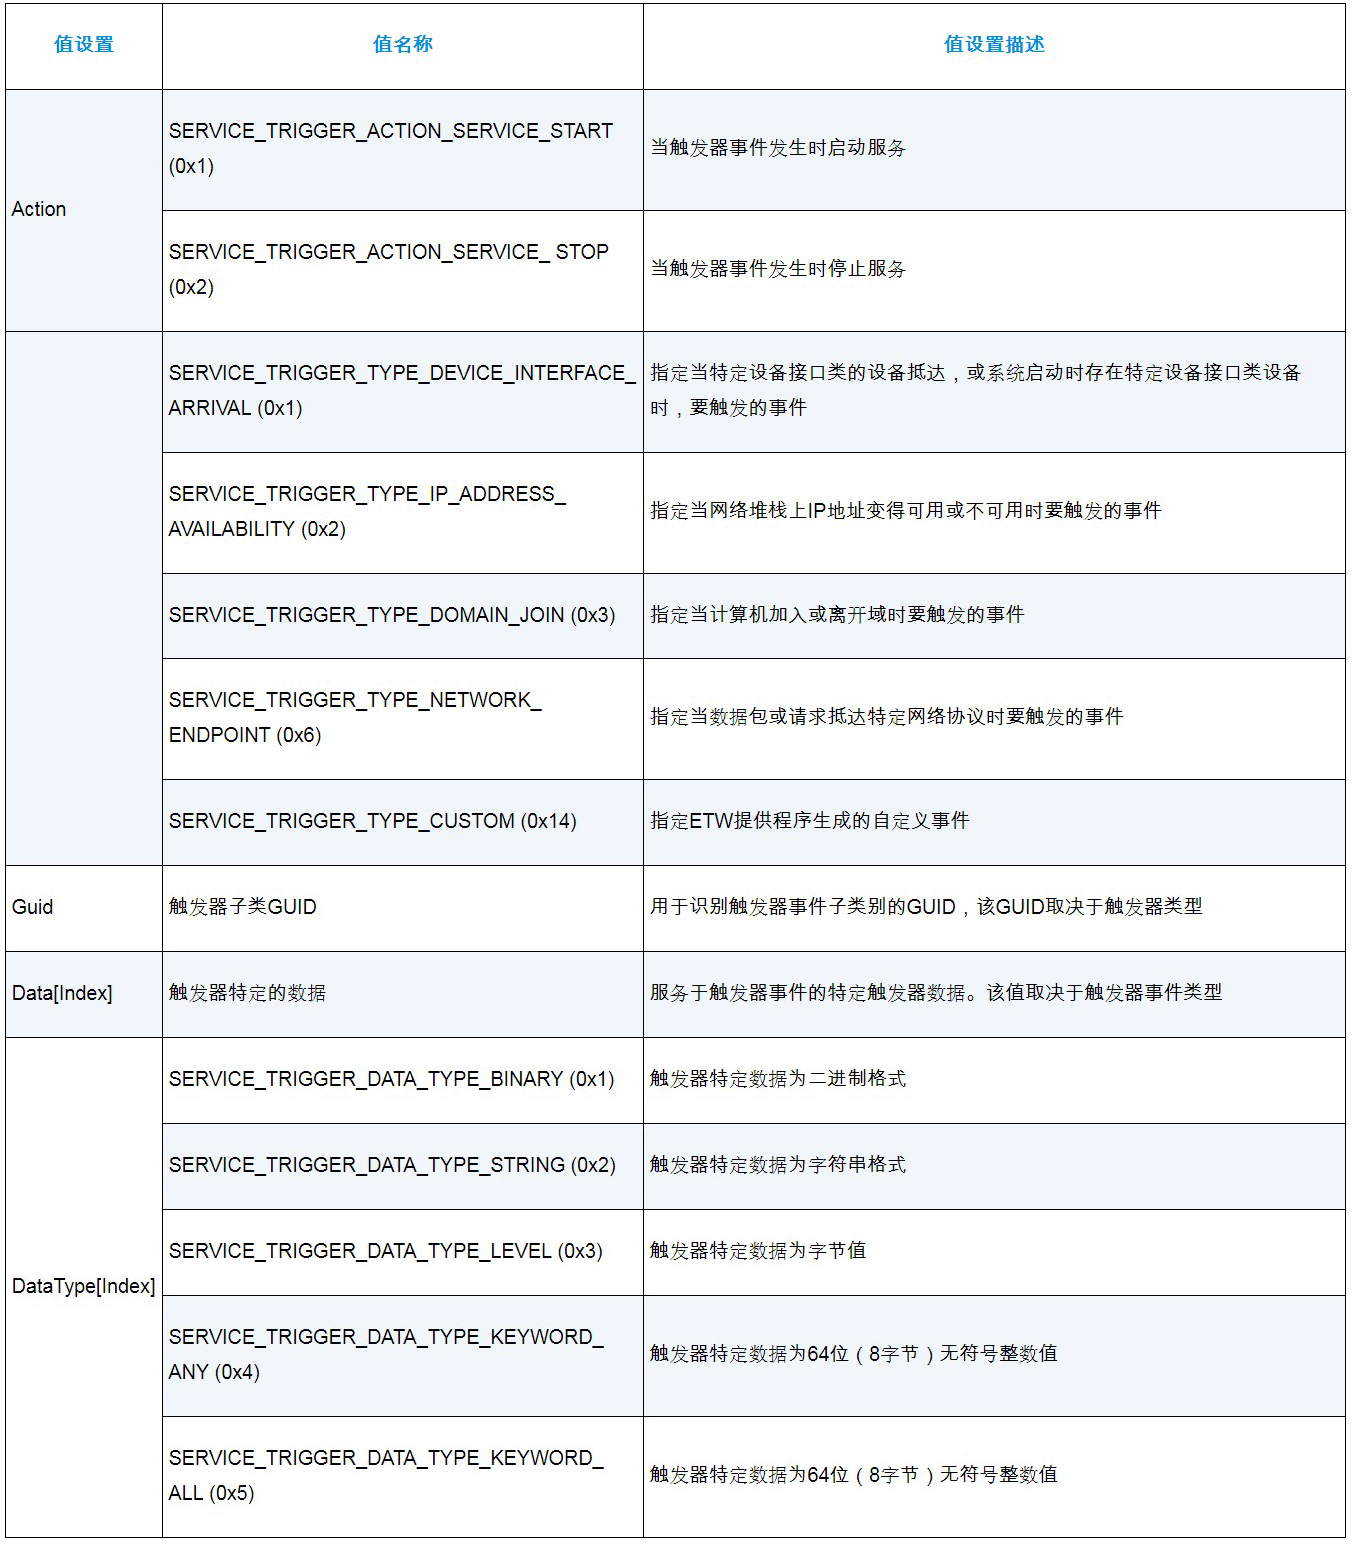 值设置
值名称
值设置描述
Action
SERVICE_TRIGGER_ACTION_SERVICE_START
(0x1)
当触发器事件发生时启动服务
SERVICE_TRIGGER_ACTION_SERVICE_ STOP
(0x2)
当触发器事件发生时停止服务
SERVICE_TRIGGER_TYPE_DEVICE_INTERFACE_
ARRIVAL (0x1)
指定当特定设备接口类的设备抵达，或系统启动时存在特定设备接口类设备
时，要触发的事件
SERVICE_TRIGGER_TYPE_IP_ADDRESS_
AVAILABILITY (0x2)
指定当网络堆栈上IP地址变得可用或不可用时要触发的事件
SERVICE_TRIGGER_TYPE_DOMAIN_JOIN (0x3)
指定当计算机加入或离开域时要触发的事件
SERVICE_TRIGGER_TYPE_NETWORK_
ENDPOINT (0x6)
指定当数据包或请求抵达特定网络协议时要触发的事件
SERVICE_TRIGGER_TYPE_CUSTOM (0x14)
指定ETW提供程序生成的自定义事件
Guid
触发器子类GUID
用于识别触发器事件子类别的GUID，该GUID取决于触发器类型
Data[Index]
触发器特定的数据
服务于触发器事件的特定触发器数据。该值取决于触发器事件类型
DataType[Index]
SERVICE_TRIGGER_DATA_TYPE_BINARY (0x1)
触发器特定数据为二进制格式
SERVICE_TRIGGER_DATA_TYPE_STRING (0x2)
触发器特定数据为字符串格式
SERVICE_TRIGGER_DATA_TYPE_LEVEL (0x3)
触发器特定数据为字节值
SERVICE_TRIGGER_DATA_TYPE_KEYWORD_
ANY (0x4)
触发器特定数据为64位（8字节）无符号整数值
SERVICE_TRIGGER_DATA_TYPE_KEYWORD_
ALL (0x5)
触发器特定数据为64位（8字节）无符号整数值